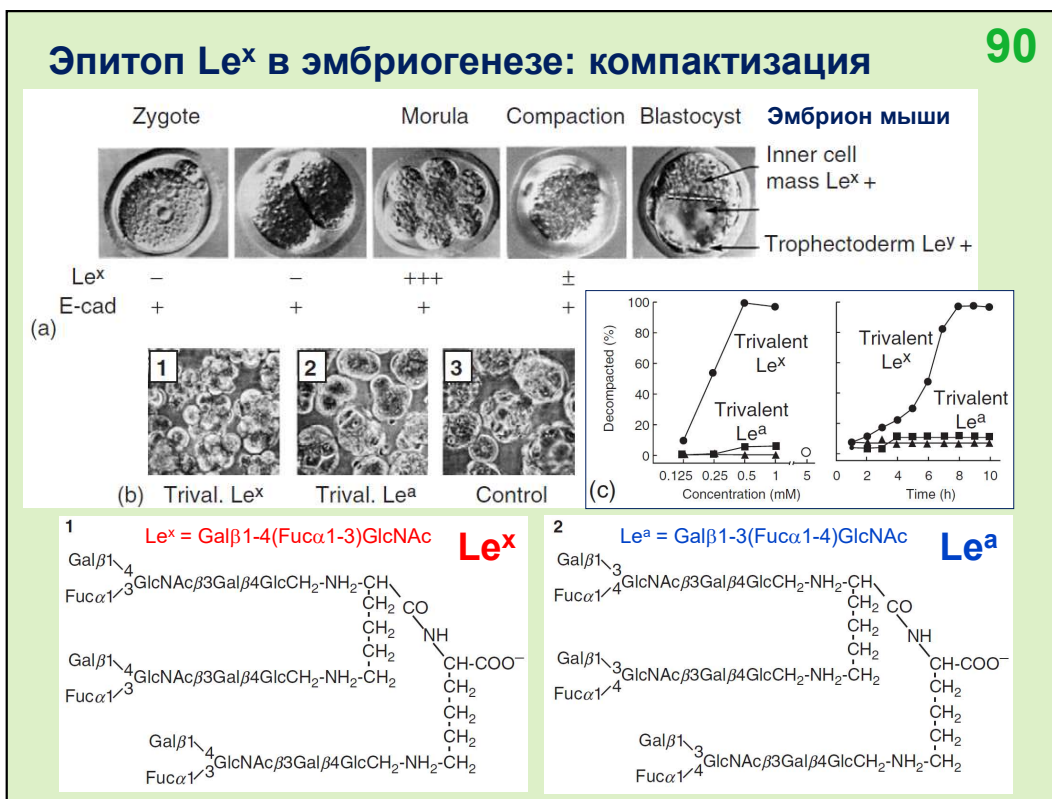 Эпитоп Leˣ в эмбриогенезе: компактизация
90
Zygote Morula Compaction Blastocyst Эмбрион мыши
Inner cell
mass Leˣ +
Trophectoderm Leʸ +
Leˣ − − +++ ±
E-cad + + + +
(a)
1 2 3
(b) Trival. Leˣ Trival. Leᵃ Control
Decompacted (%)
100
80
60
40
20
0
Trivalent
Leˣ
Trivalent
Leᵃ
0.125 0.25 0.5 1 5
Concentration (mM)
(c)
Trivalent
Leˣ
Trivalent
Leᵃ
0 2 4 6 8 10
Time (h)
1
Leˣ = Galβ1-4(Fucα1-3)GlcNAc
Leˣ
Galβ1
4
GlcNAcβ3Galβ4GlcCH₂-NH₂-CH
Fucα1 3
CH₂ CO
CH₂
NH
CH₂
CH-COO⁻
Galβ1
4
CH₂
GlcNAcβ3Galβ4GlcCH₂-NH₂-CH₂
Fucα1 3
CH₂
CH₂
CH₂
Galβ1
4
GlcNAcβ3Galβ4GlcCH₂-NH₂-CH₂
Fucα1 3
2
Leᵃ = Galβ1-3(Fucα1-4)GlcNAc
Leᵃ
Galβ1
3
GlcNAcβ3Galβ4GlcCH₂-NH₂-CH
Fucα1 4
CH₂ CO
CH₂
NH
CH₂
CH-COO⁻
Galβ1
3
CH₂
GlcNAcβ3Galβ4GlcCH₂-NH₂-CH₂
Fucα1 4
CH₂
CH₂
CH₂
Galβ1
3
GlcNAcβ3Galβ4GlcCH₂-NH₂-CH₂
Fucα1 4